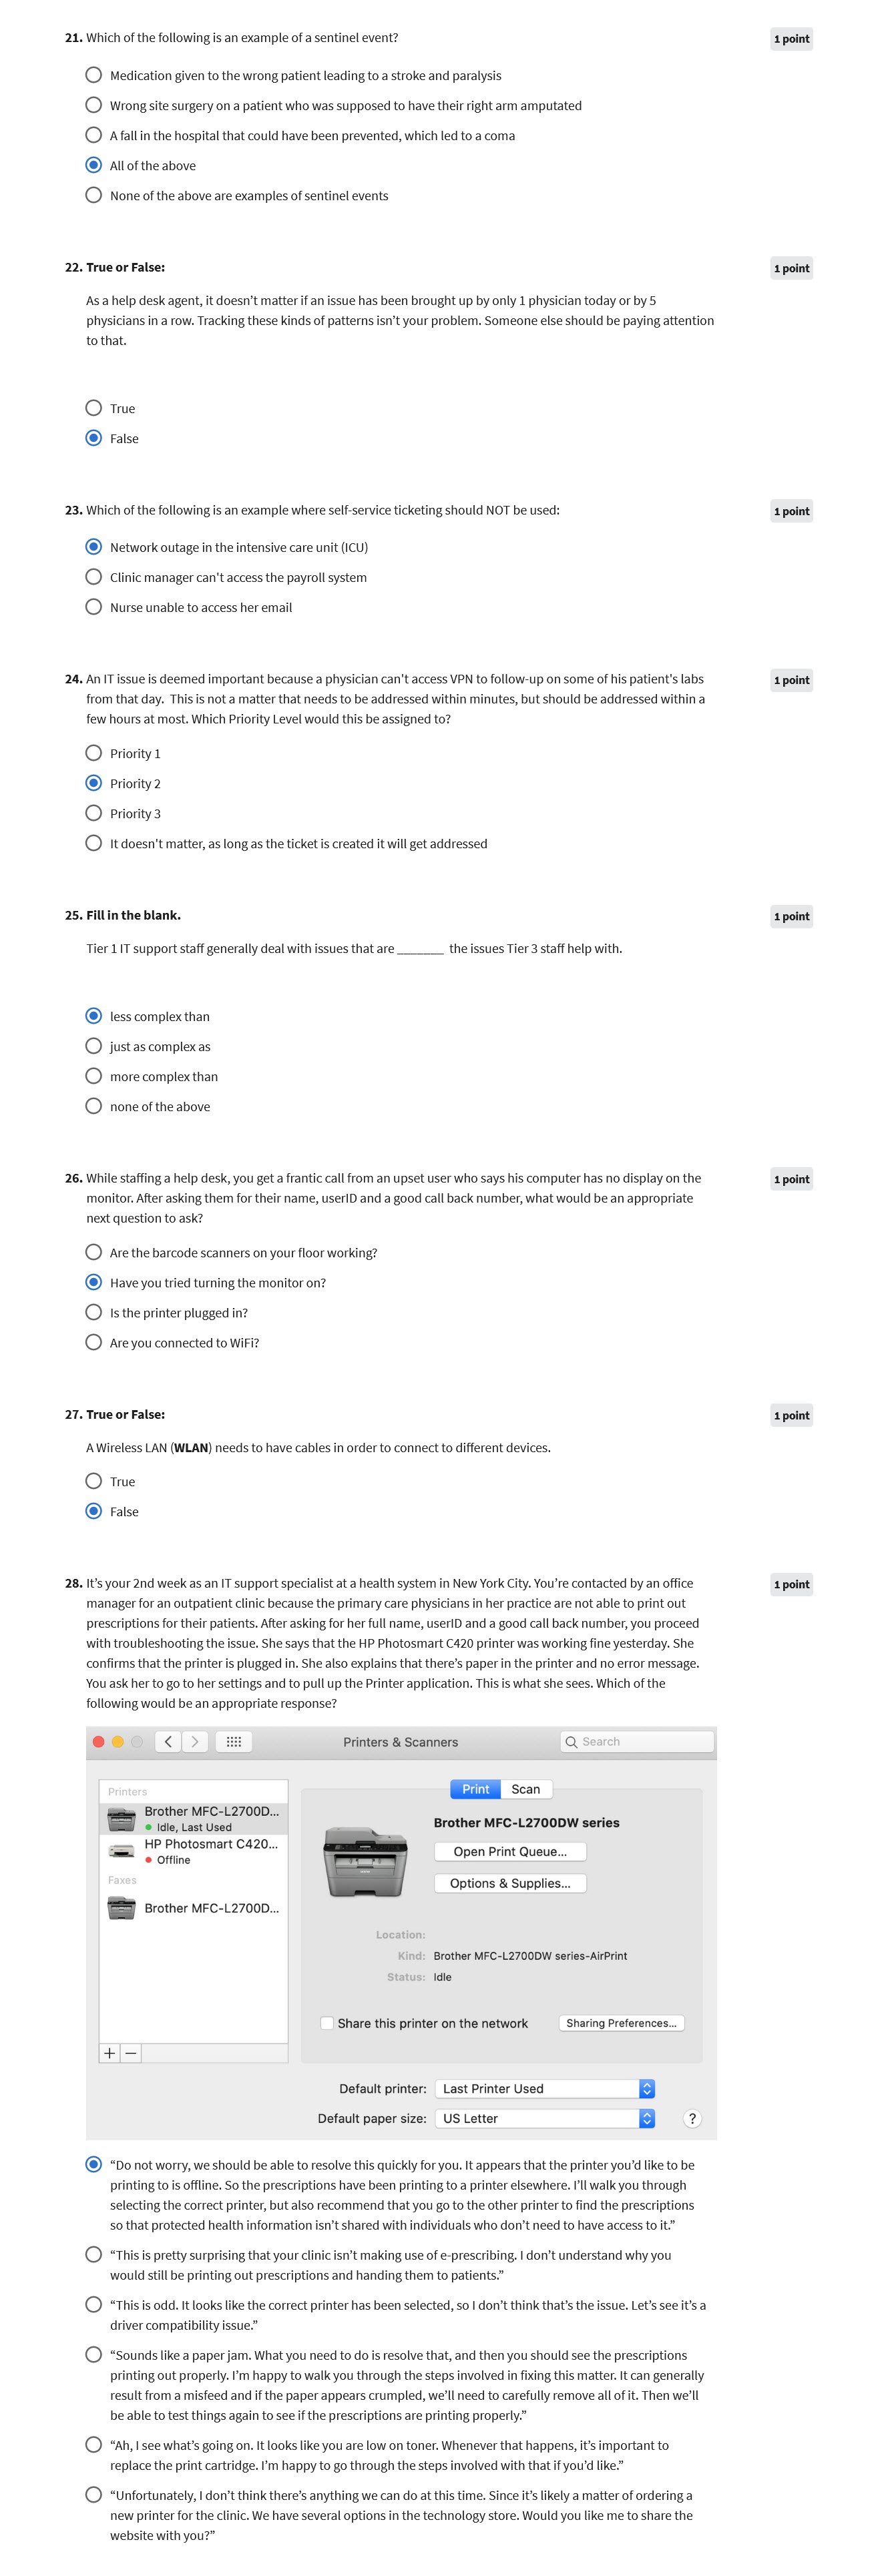 21. Which of the following is an example of a sentinel event?
1 point
Medication given to the wrong patient leading to a stroke and paralysis
Wrong site surgery on a patient who was supposed to have their right arm amputated
A fall in the hospital that could have been prevented, which led to a coma
All of the above
None of the above are examples of sentinel events
22. True or False:
1 point
As a help desk agent, it doesn’t matter if an issue has been brought up by only 1 physician today or by 5
physicians in a row. Tracking these kinds of patterns isn’t your problem. Someone else should be paying attention
to that.
True
False
23. Which of the following is an example where self-service ticketing should NOT be used:
1 point
Network outage in the intensive care unit (ICU)
Clinic manager can't access the payroll system
Nurse unable to access her email
24. An IT issue is deemed important because a physician can't access VPN to follow-up on some of his patient's labs
1 point
from that day. This is not a matter that needs to be addressed within minutes, but should be addressed within a
few hours at most. Which Priority Level would this be assigned to?
Priority 1
Priority 2
Priority 3
It doesn't matter, as long as the ticket is created it will get addressed
25. Fill in the blank.
1 point
Tier 1 IT support staff generally deal with issues that are _______ the issues Tier 3 staff help with.
less complex than
just as complex as
more complex than
none of the above
26. While staffing a help desk, you get a frantic call from an upset user who says his computer has no display on the
1 point
monitor. After asking them for their name, userID and a good call back number, what would be an appropriate
next question to ask?
Are the barcode scanners on your floor working?
Have you tried turning the monitor on?
Is the printer plugged in?
Are you connected to WiFi?
27. True or False:
1 point
A Wireless LAN (WLAN) needs to have cables in order to connect to different devices.
True
False
28. It’s your 2nd week as an IT support specialist at a health system in New York City. You’re contacted by an office
1 point
manager for an outpatient clinic because the primary care physicians in her practice are not able to print out
prescriptions for their patients. After asking for her full name, userID and a good call back number, you proceed
with troubleshooting the issue. She says that the HP Photosmart C420 printer was working fine yesterday. She
confirms that the printer is plugged in. She also explains that there’s paper in the printer and no error message.
You ask her to go to her settings and to pull up the Printer application. This is what she sees. Which of the
following would be an appropriate response?
Printers & Scanners
Search
Printers
Brother MFC-L2700D...
Idle, Last Used
HP Photosmart C420...
Offline
Faxes
Brother MFC-L2700D...
Print
Scan
Brother MFC-L2700DW series
Open Print Queue...
Options & Supplies...
Location:
Kind: Brother MFC-L2700DW series-AirPrint
Status: Idle
Share this printer on the network
Sharing Preferences...
+ −
Default printer: Last Printer Used
Default paper size: US Letter
?
“Do not worry, we should be able to resolve this quickly for you. It appears that the printer you’d like to be
printing to is offline. So the prescriptions have been printing to a printer elsewhere. I’ll walk you through
selecting the correct printer, but also recommend that you go to the other printer to find the prescriptions
so that protected health information isn’t shared with individuals who don’t need to have access to it.”
“This is pretty surprising that your clinic isn’t making use of e-prescribing. I don’t understand why you
would still be printing out prescriptions and handing them to patients.”
“This is odd. It looks like the correct printer has been selected, so I don’t think that’s the issue. Let’s see it’s a
driver compatibility issue.”
“Sounds like a paper jam. What you need to do is resolve that, and then you should see the prescriptions
printing out properly. I’m happy to walk you through the steps involved in fixing this matter. It can generally
result from a misfeed and if the paper appears crumpled, we’ll need to carefully remove all of it. Then we’ll
be able to test things again to see if the prescriptions are printing properly.”
“Ah, I see what’s going on. It looks like you are low on toner. Whenever that happens, it’s important to
replace the print cartridge. I’m happy to go through the steps involved with that if you’d like.”
“Unfortunately, I don’t think there’s anything we can do at this time. Since it’s likely a matter of ordering a
new printer for the clinic. We have several options in the technology store. Would you like me to share the
website with you?”